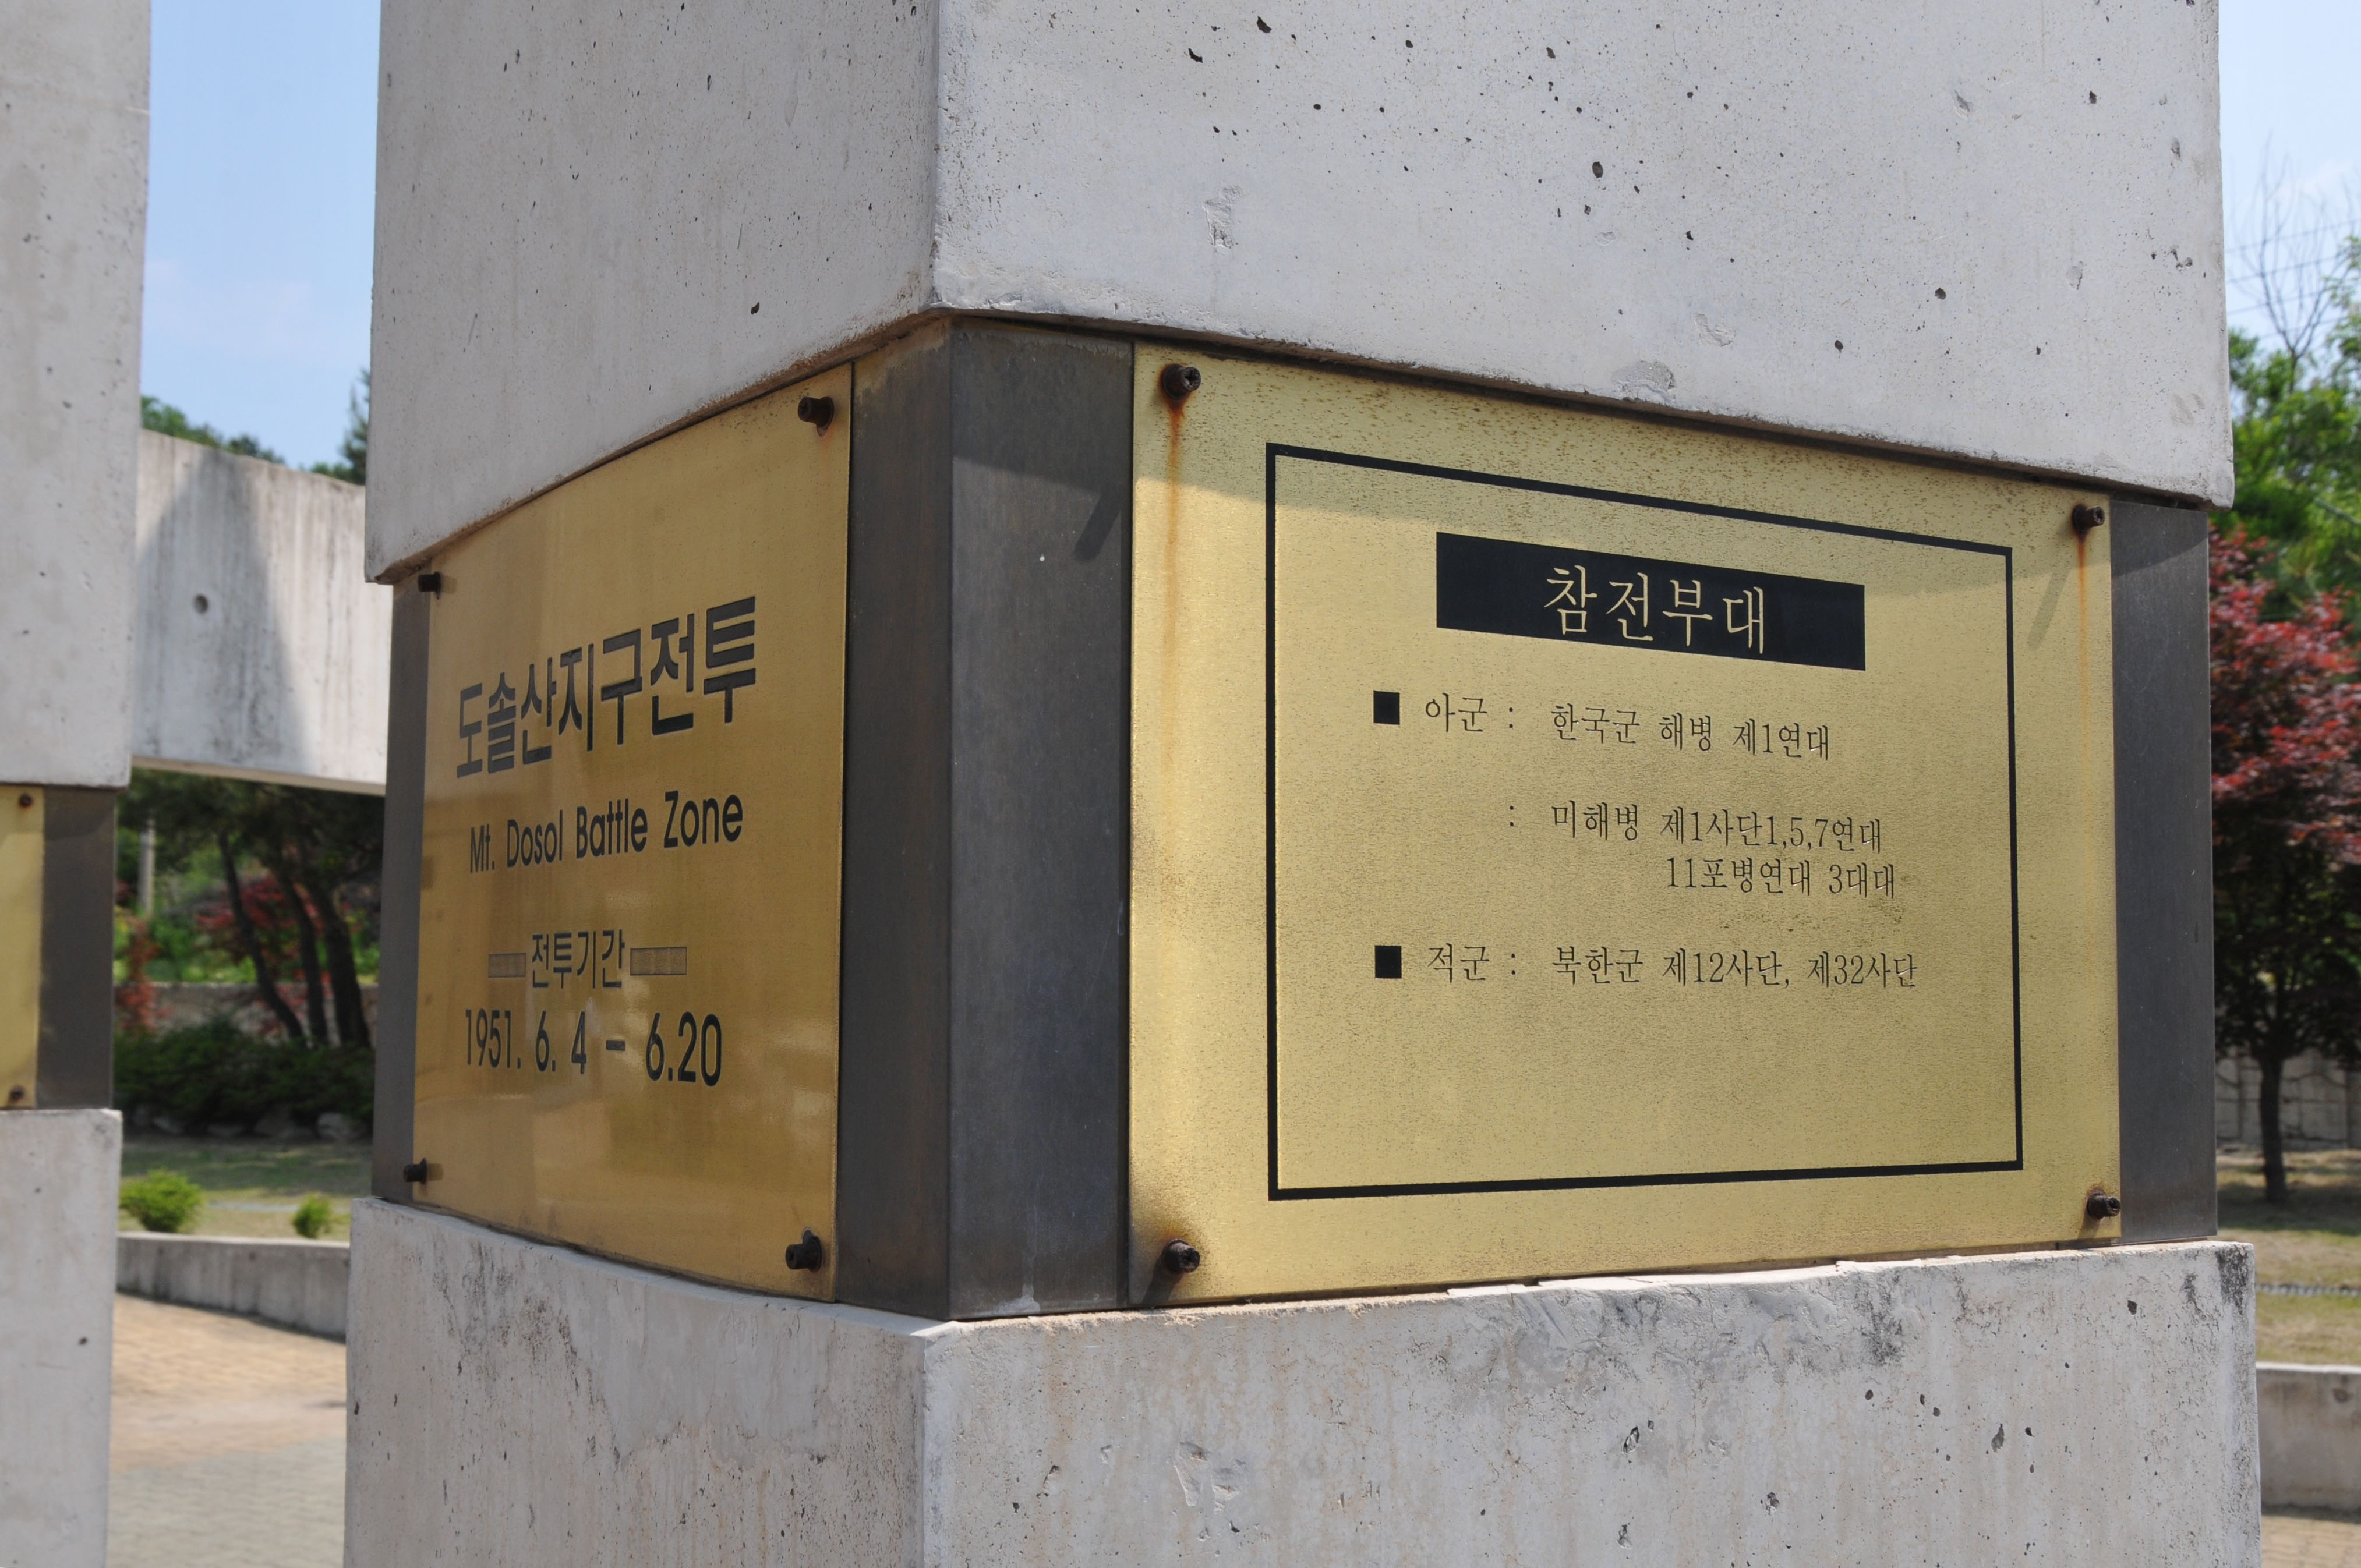 도솔산지구전투
Mt. Dosol Battle Zone
전투기간
1951. 6. 4 - 6.20
참전부대
■ 아군 : 한국군 해병 제1연대
: 미해병 제1사단1,5,7연대
11포병연대 3대대
■ 적군 : 북한군 제12사단, 제32사단